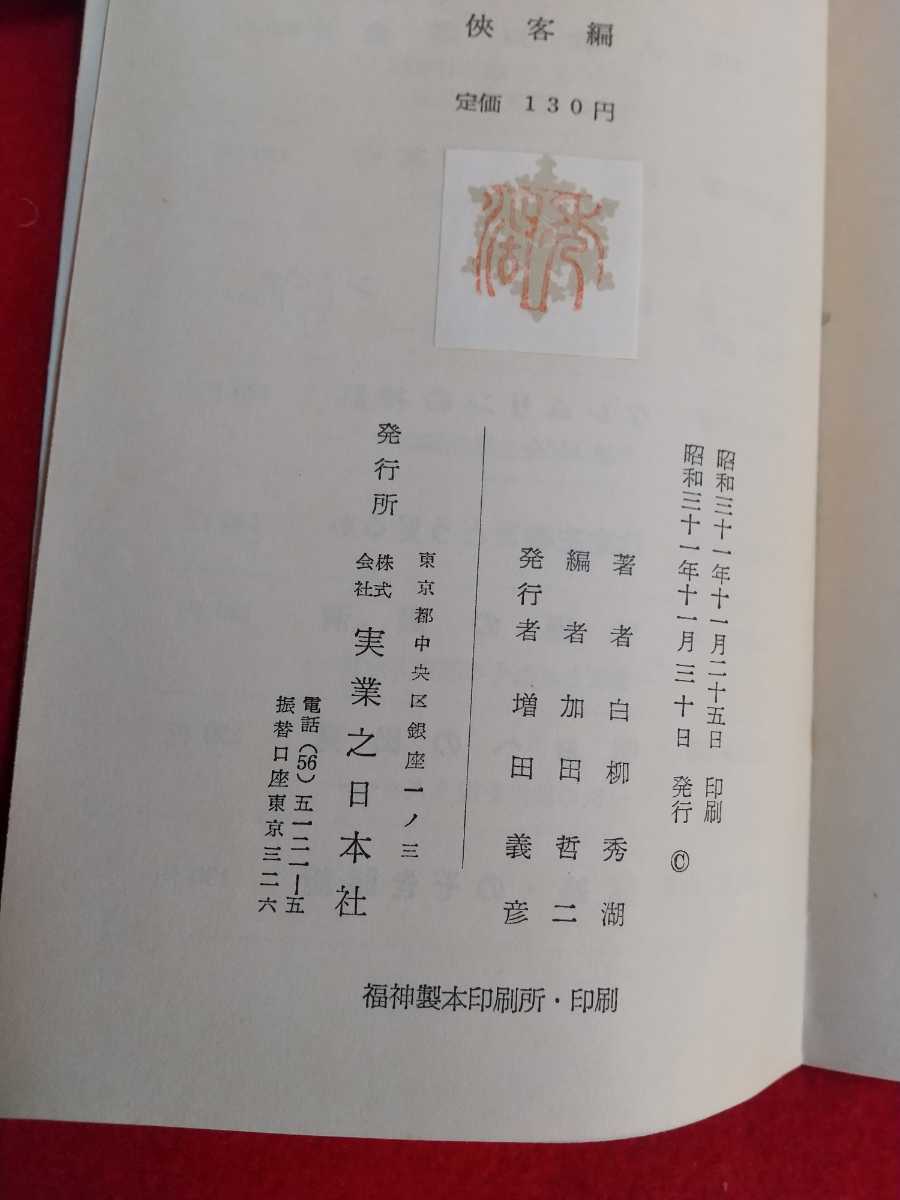 俠客編
定価 130円
昭和三十一年十一月二十五日 印刷
昭和三十一年十一月三十日 発行 ©
著者 白柳秀湖
編者 加田哲二
発行者 増田義彦
発行所
東京都中央区銀座一ノ三
株式会社 実業之日本社
電話(56)五一二一―五
振替口座東京三二六
福神製本印刷所・印刷